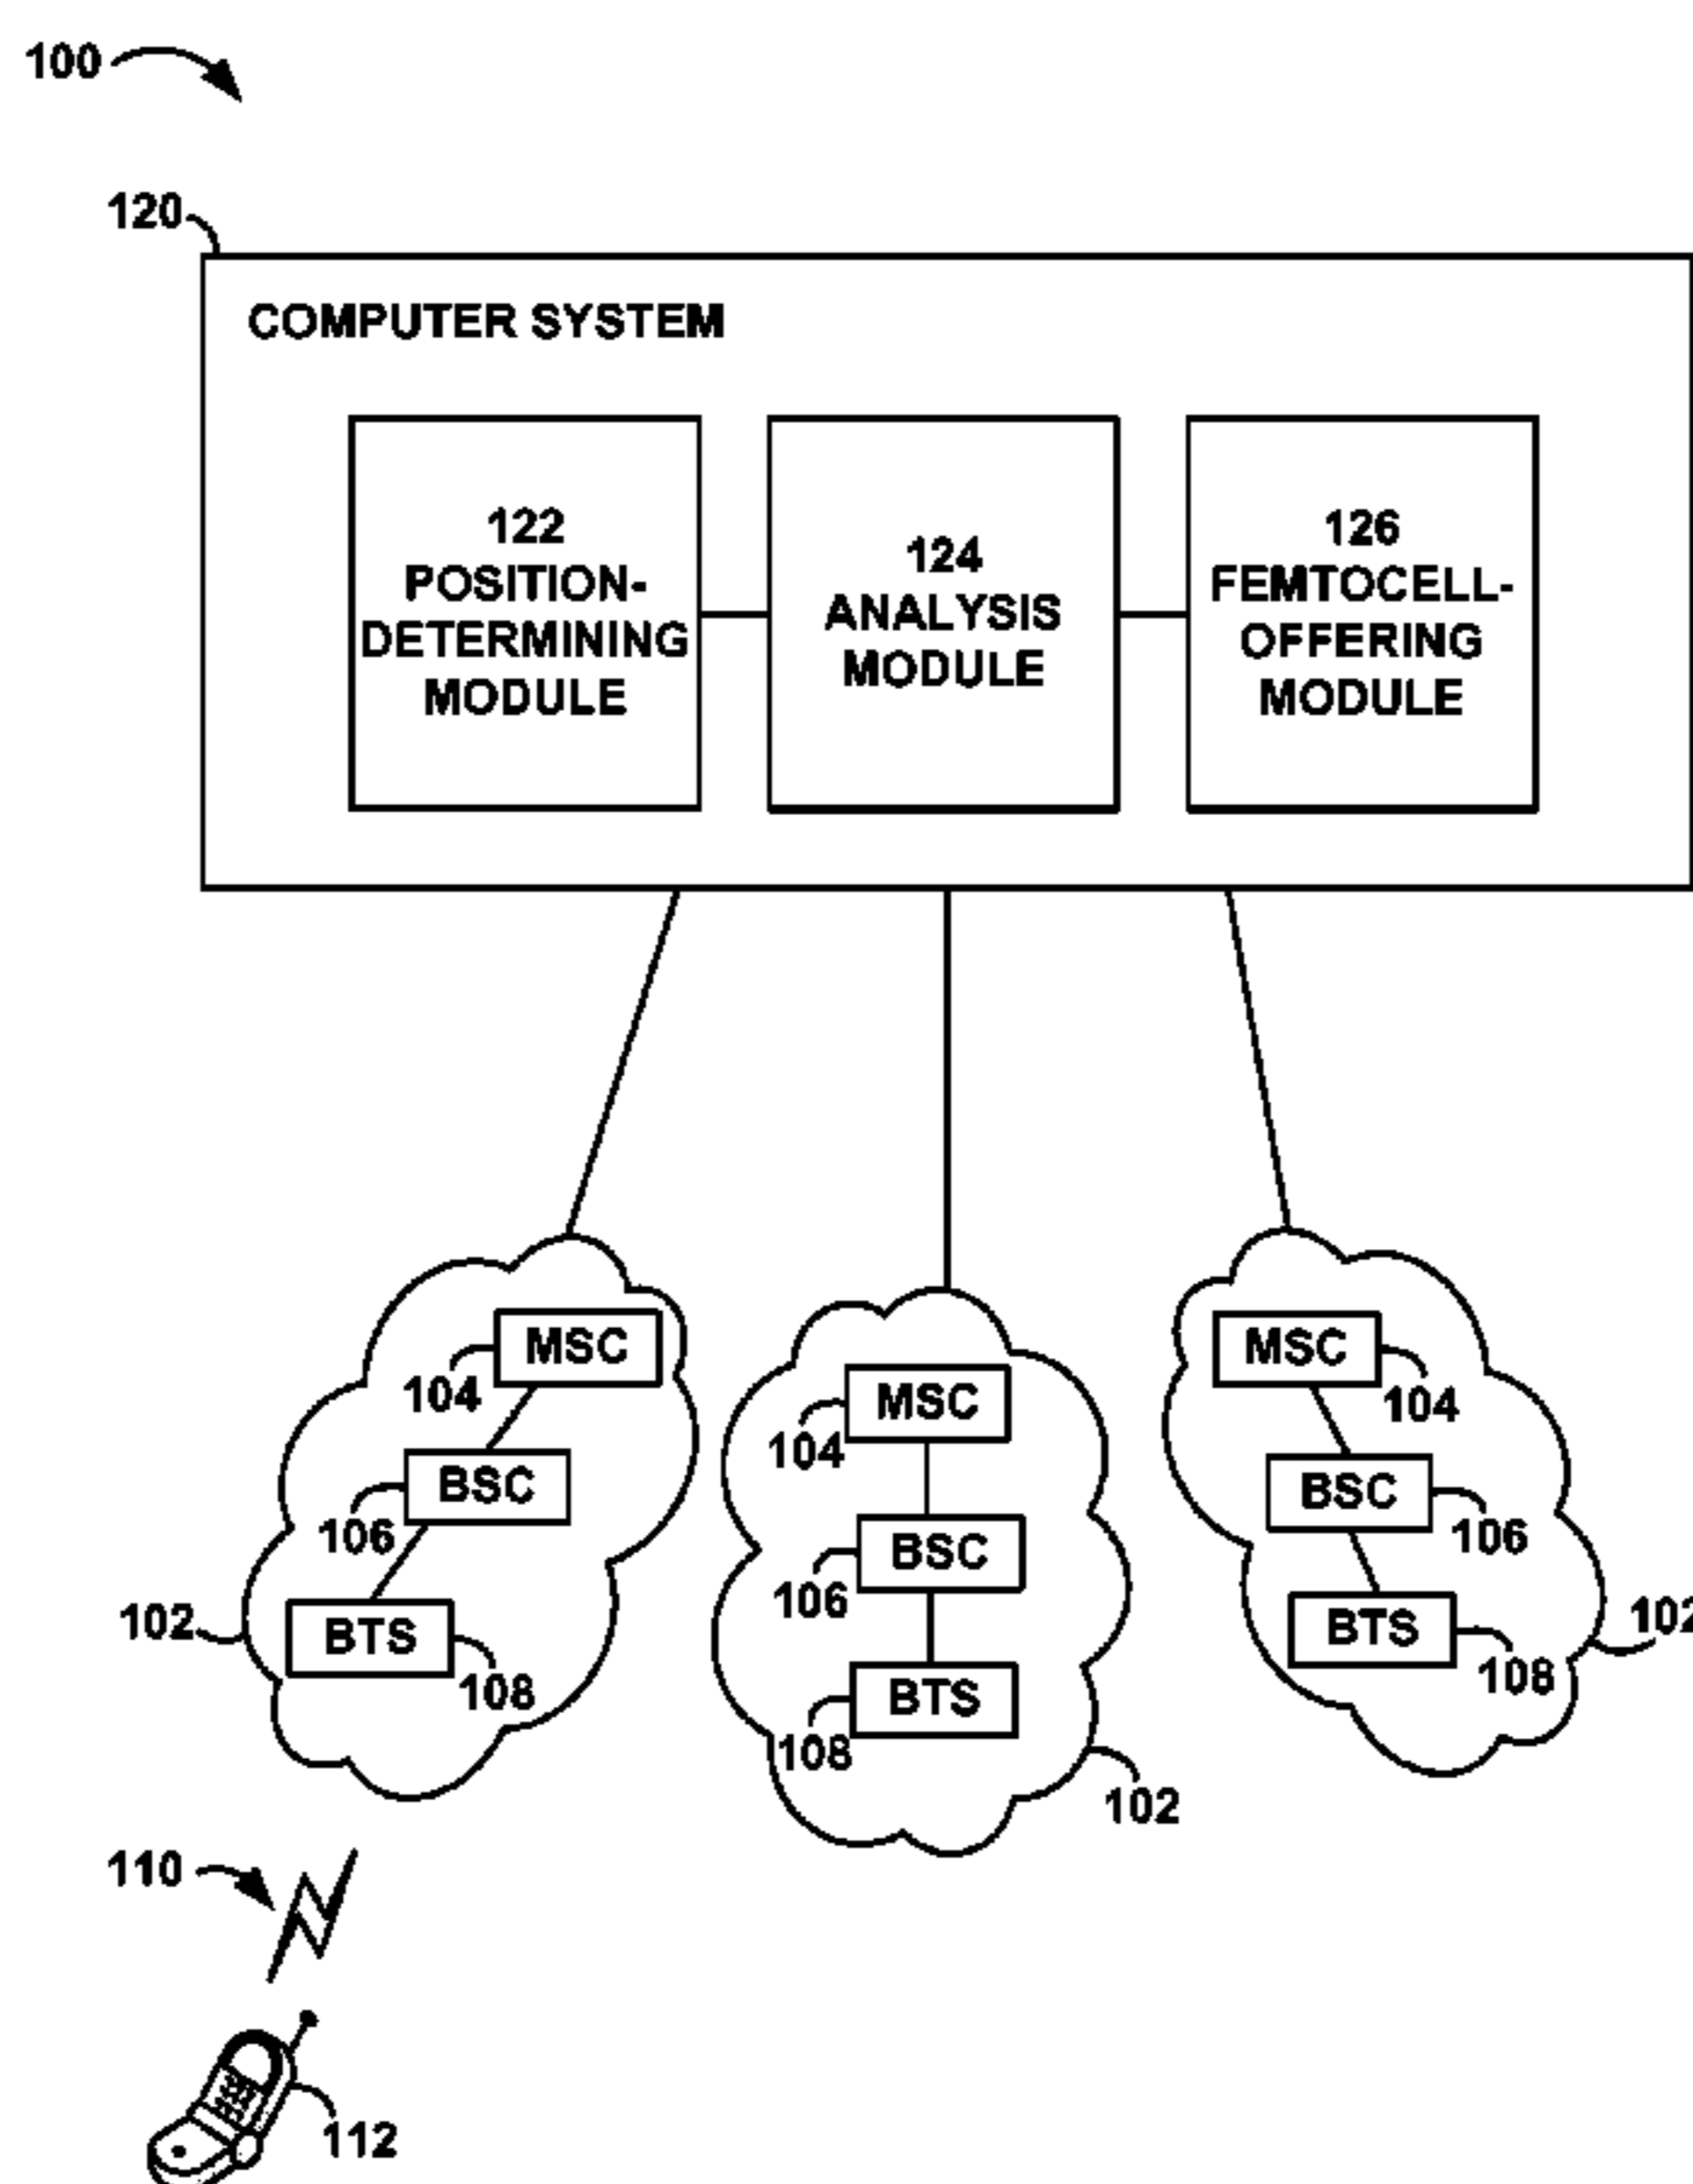 100
120
COMPUTER SYSTEM
122
POSITION-
DETERMINING
MODULE
124
ANALYSIS
MODULE
126
FEMTOCELL-
OFFERING
MODULE
MSC
104
BSC
106
BTS
108
102
MSC
104
BSC
106
BTS
108
102
MSC
104
BSC
106
BTS
108
102
110
112